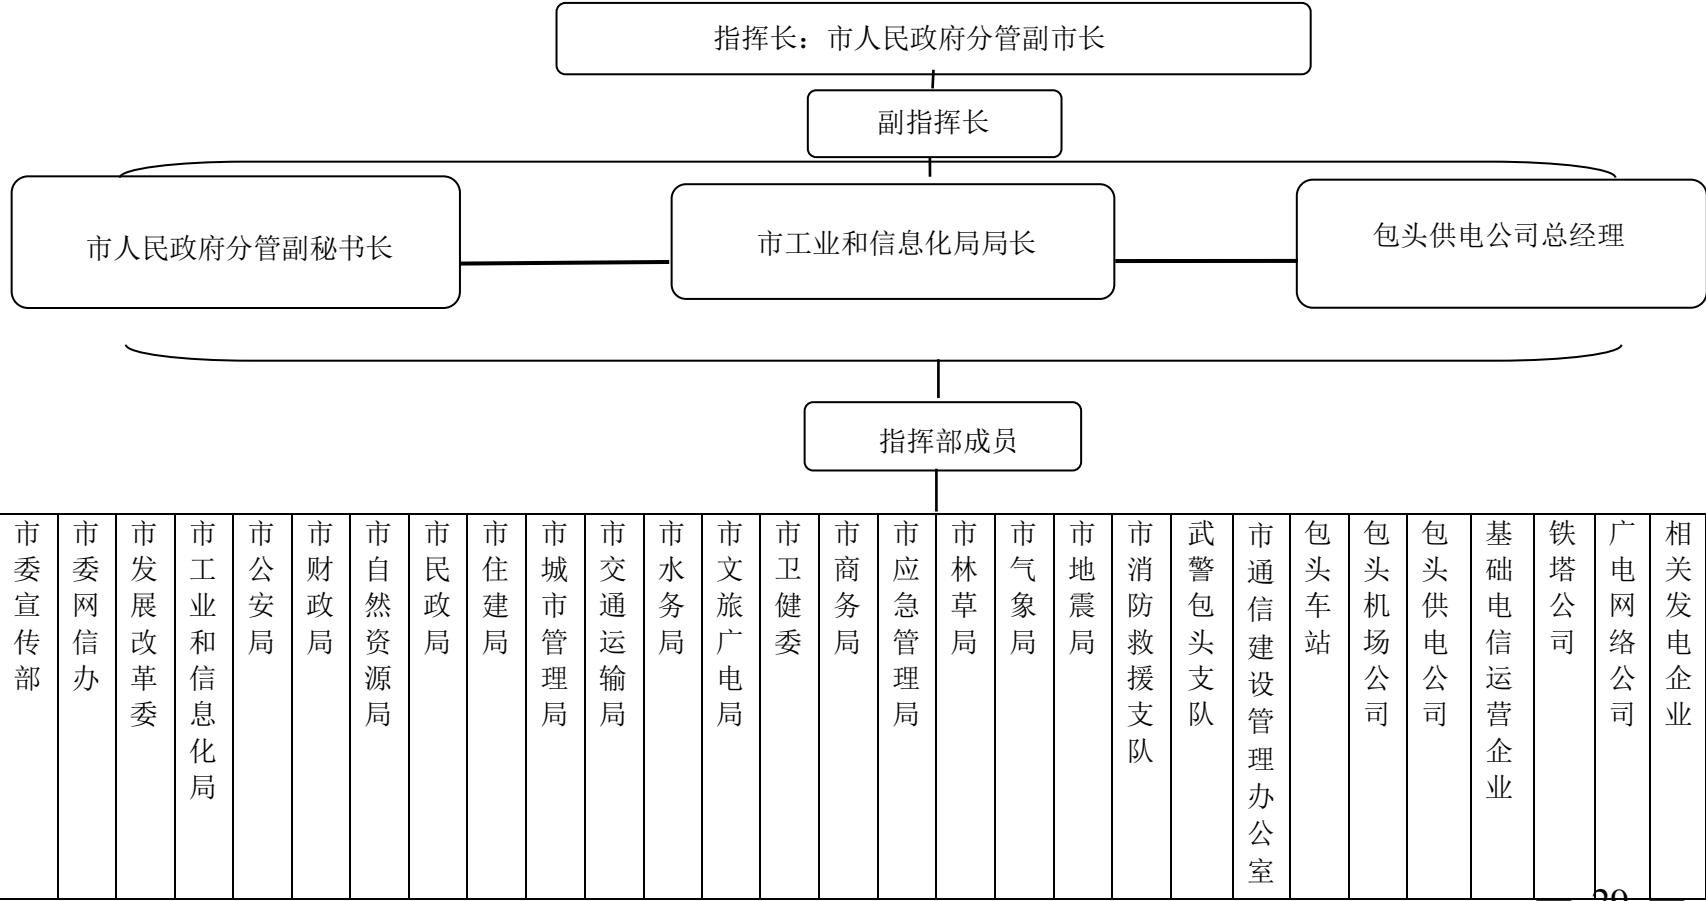 指挥长：市人民政府分管副市长
副指挥长
市人民政府分管副秘书长
市工业和信息化局局长
包头供电公司总经理
指挥部成员
市委宣传部
市委网信办
市发展改革委
市工业和信息化局
市公安局
市财政局
市自然资源局
市民政局
市住建局
市城市管理局
市交通运输局
市水务局
市文旅广电局
市卫健委
市商务局
市应急管理局
市林草局
市气象局
市地震局
市消防救援支队
武警包头支队
市通信建设管理办公室
包头车站
包头机场公司
包头供电公司
基础电信运营企业
铁塔公司
广电网络公司
相关发电企业